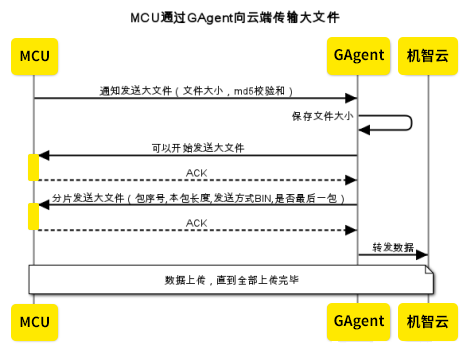 MCU通过GAgent向云端传输大文件
MCU
GAgent
机智云
通知发送大文件（文件大小，md5校验和）
保存文件大小
可以开始发送大文件
ACK
分片发送大文件（包序号,本包长度,发送方式BIN,是否最后一包）
ACK
转发数据
数据上传，直到全部上传完毕
MCU
GAgent
机智云